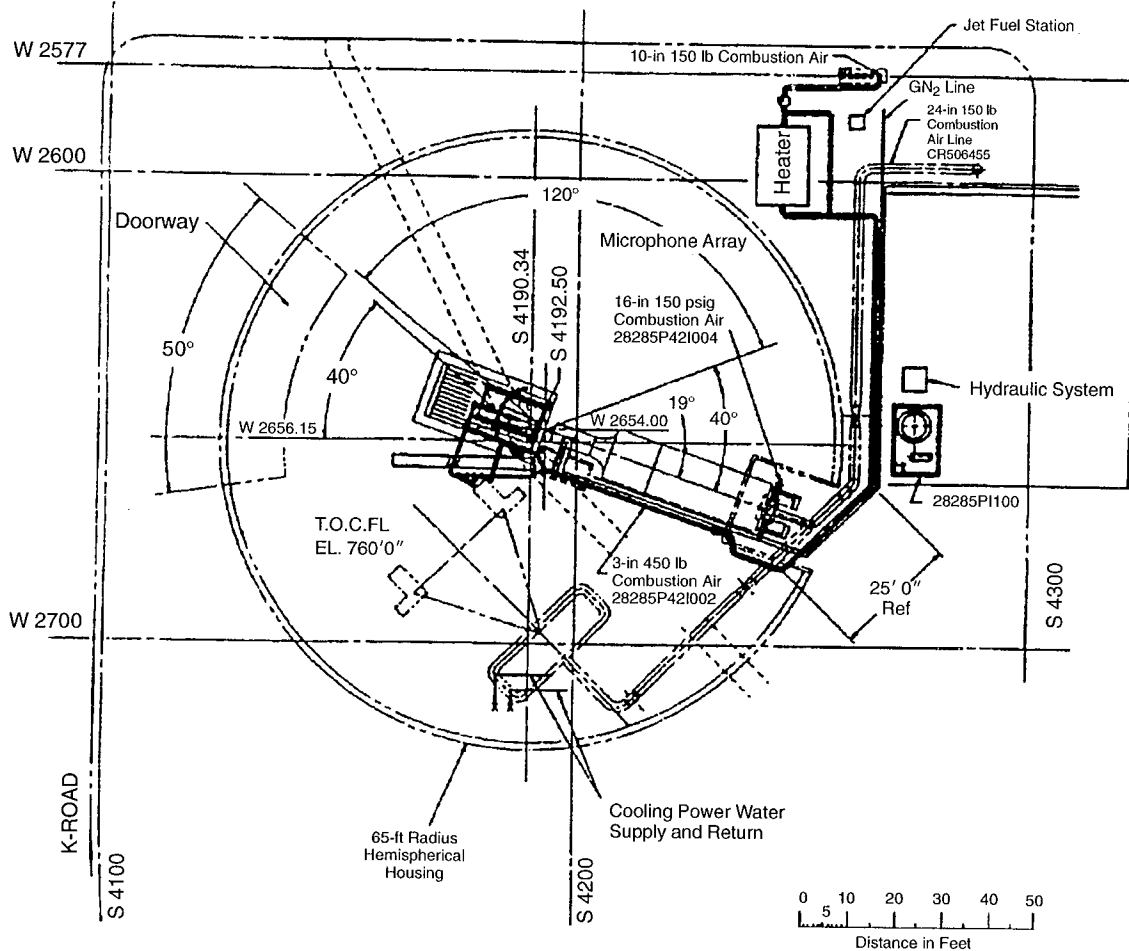 Jet Fuel Station
W 2577
10-in 150 lb Combustion Air
GN2 Line
24-in 150 lb
Combustion
Air Line
CR506455
W 2600
Heater
120°
Doorway
Microphone Array
S 4190.34
S 4192.50
16-in 150 psig
Combustion Air
28285P42I004
50°
40°
Hydraulic System
W 2656.15
W 2654.00
19°
40°
28285PI100
T.O.C.FL
EL. 760'0"
3-in 450 lb
Combustion Air
28285P42I002
25' 0"
Ref
S 4300
W 2700
K-ROAD
Cooling Power Water
Supply and Return
65-ft Radius
Hemispherical
Housing
S 4100
S 4200
0 10 20 30 40 50
5
Distance in Feet